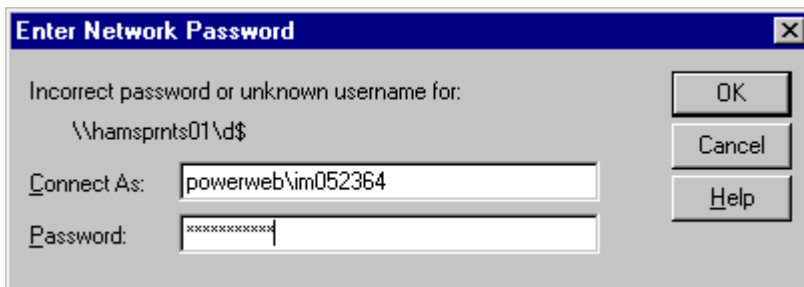 Enter Network Password
Incorrect password or unknown username for:
\\hamsprnts01\d$
Connect As: powerweb\im052364
Password: ***********
OK
Cancel
Help